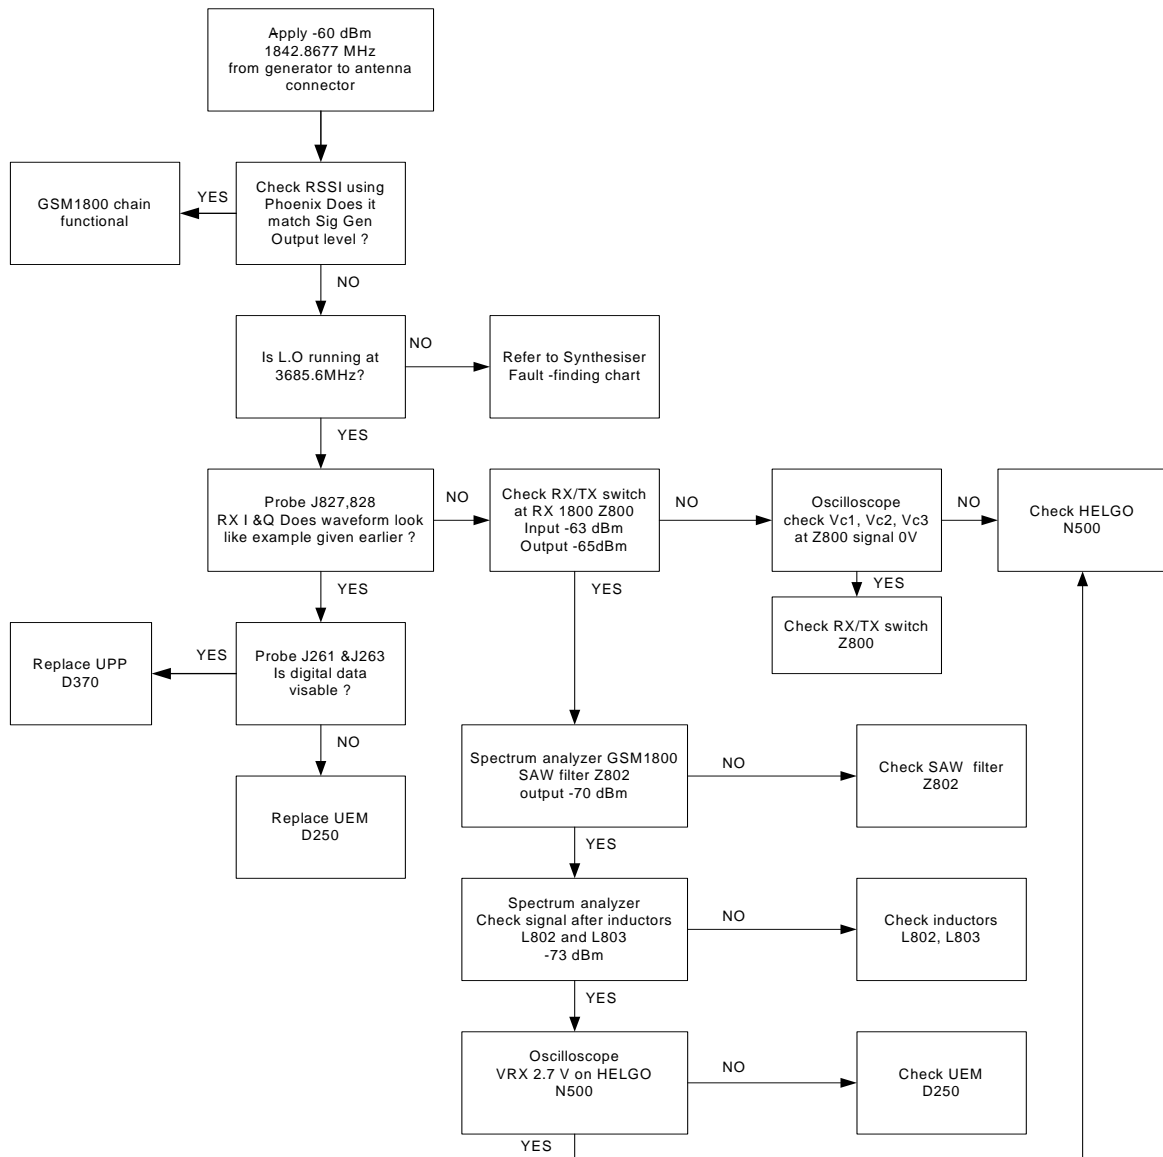 Apply -60 dBm
1842.8677 MHz
from generator to antenna
connector
GSM1800 chain
functional
YES
Check RSSI using
Phoenix Does it
match Sig Gen
Output level ?
NO
Is L.O running at
3685.6MHz?
NO
Refer to Synthesiser
Fault -finding chart
YES
Probe J827,828
RX I &Q Does waveform look
like example given earlier ?
NO
Check RX/TX switch
at RX 1800 Z800
Input -63 dBm
Output -65dBm
NO
Oscilloscope
check Vc1, Vc2, Vc3
at Z800 signal 0V
NO
Check HELGO
N500
YES
YES
YES
Check RX/TX switch
Z800
Replace UPP
D370
YES
Probe J261 &J263
Is digital data
visable ?
NO
Replace UEM
D250
Spectrum analyzer GSM1800
SAW filter Z802
output -70 dBm
NO
Check SAW  filter
Z802
YES
Spectrum analyzer
Check signal after inductors
L802 and L803
-73 dBm
NO
Check inductors
L802, L803
YES
Oscilloscope
VRX 2.7 V on HELGO
N500
NO
Check UEM
D250
YES